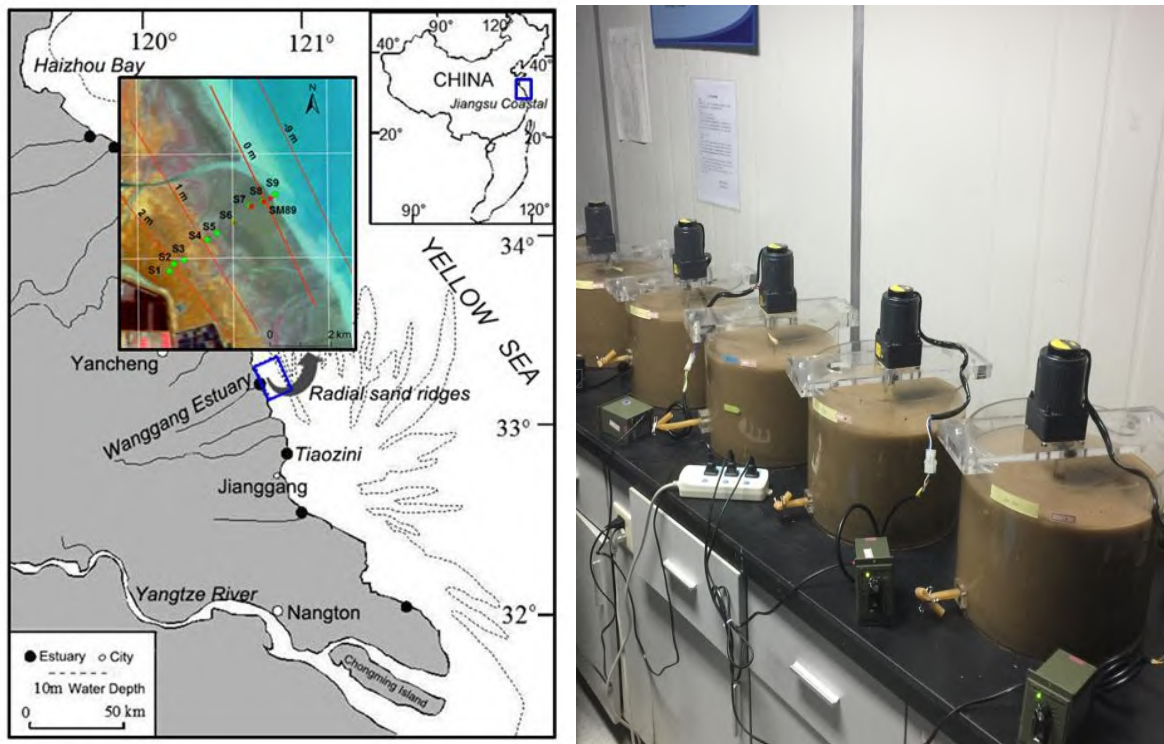 120°
121°
Haizhou Bay
90°
120°
40°
40°
CHINA
Jiangsu Coastal
20°
20°
90°
120°
N
-9 m
0 m
1 m
2 m
S9
S8
S7
SM89
S6
S5
S4
S3
S2
S1
0
2 km
34°
YELLOW SEA
Yancheng
Wanggang Estuary
Radial sand ridges
33°
Tiaozini
Jianggang
Yangtze River
Nangton
32°
Chongming Island
Estuary
City
10m Water Depth
0
50 km